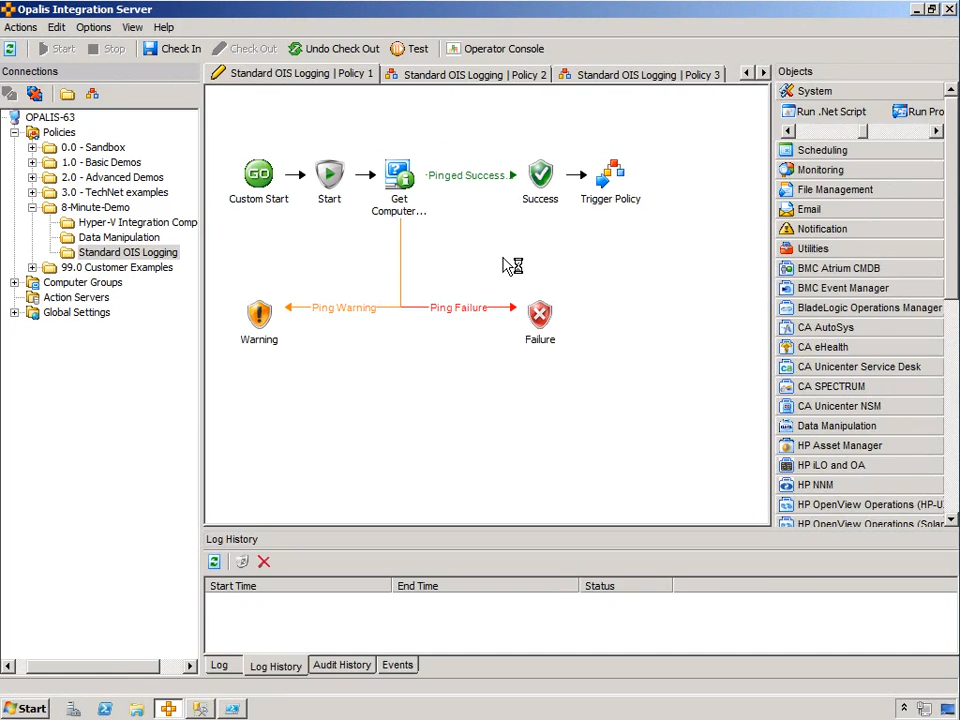 Opalis Integration Server
Actions Edit Options View Help
Start Stop Check In Check Out Undo Check Out Test Operator Console
Connections
OPALIS-63
Policies
0.0 - Sandbox
1.0 - Basic Demos
2.0 - Advanced Demos
3.0 - TechNet examples
8-Minute-Demo
Hyper-V Integration Comp
Data Manipulation
Standard OIS Logging
99.0 Customer Examples
Computer Groups
Action Servers
Global Settings
Standard OIS Logging | Policy 1 Standard OIS Logging | Policy 2 Standard OIS Logging | Policy 3
GO
Pinged Success...
Custom Start Start Get Computer... Success Trigger Policy
Ping Warning Ping Failure
Warning Failure
Log History
Start Time End Time Status
Log Log History Audit History Events
Objects
System
Run .Net Script Run Pro
Scheduling
Monitoring
File Management
Email
Notification
Utilities
BMC Atrium CMDB
BMC Event Manager
BladeLogic Operations Manager
CA AutoSys
CA eHealth
CA Unicenter Service Desk
CA SPECTRUM
CA Unicenter NSM
Data Manipulation
HP Asset Manager
HP iLO and OA
HP NNM
HP OpenView Operations (HP-U
HP OpenView Operations (Solar
Start